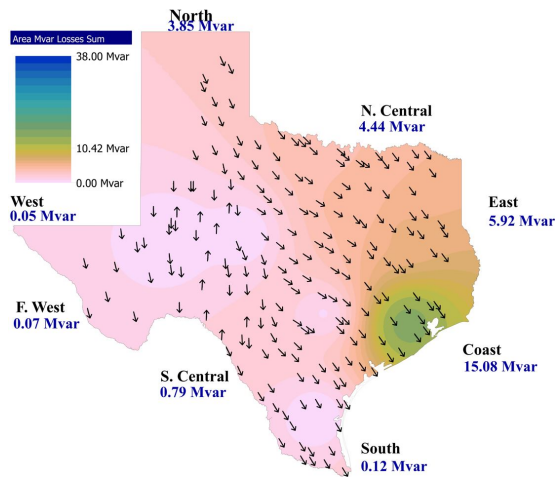 North
3.85 Mvar
Area Mvar Losses Sum
38.00 Mvar
10.42 Mvar
0.00 Mvar
N. Central
4.44 Mvar
West
0.05 Mvar
East
5.92 Mvar
F. West
0.07 Mvar
Coast
15.08 Mvar
S. Central
0.79 Mvar
South
0.12 Mvar